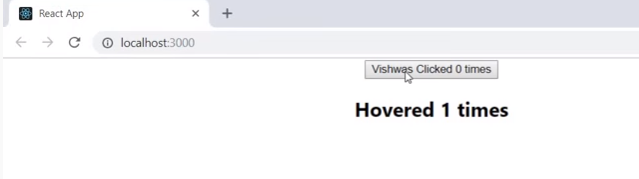 React App
localhost:3000
Vishwas Clicked 0 times
Hovered 1 times